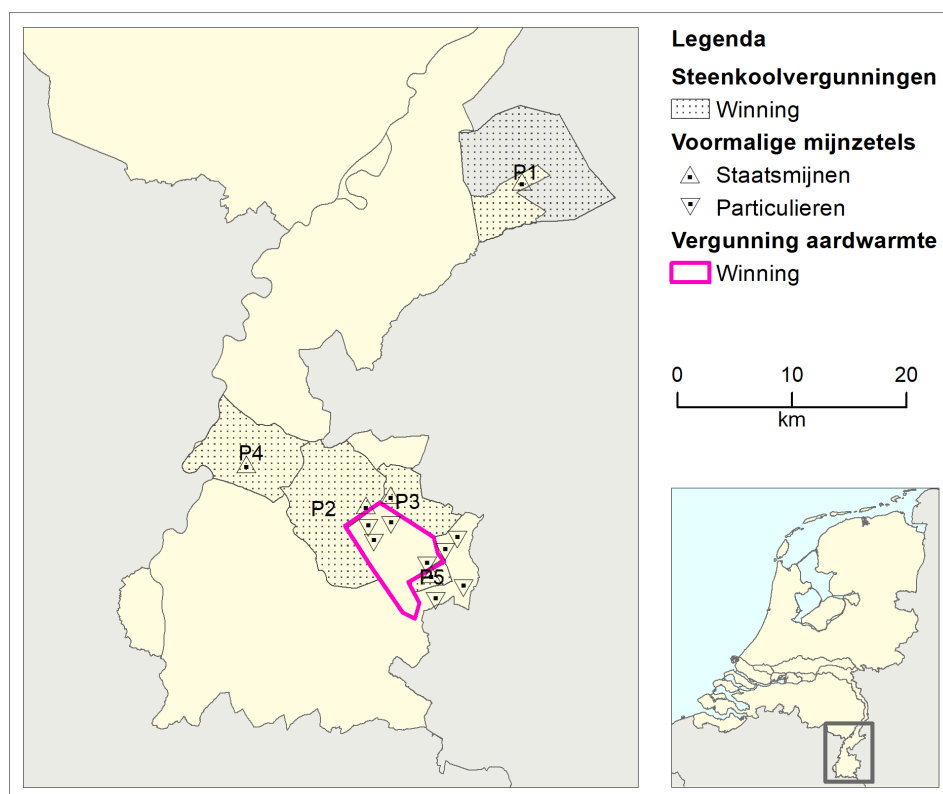 Legenda
Steenkoolvergunningen
Winning
Voormalige mijnzetels
Staatsmijnen
Particulieren
Vergunning aardwarmte
Winning
0 10 20
km
P1
P4
P2
P3
P5